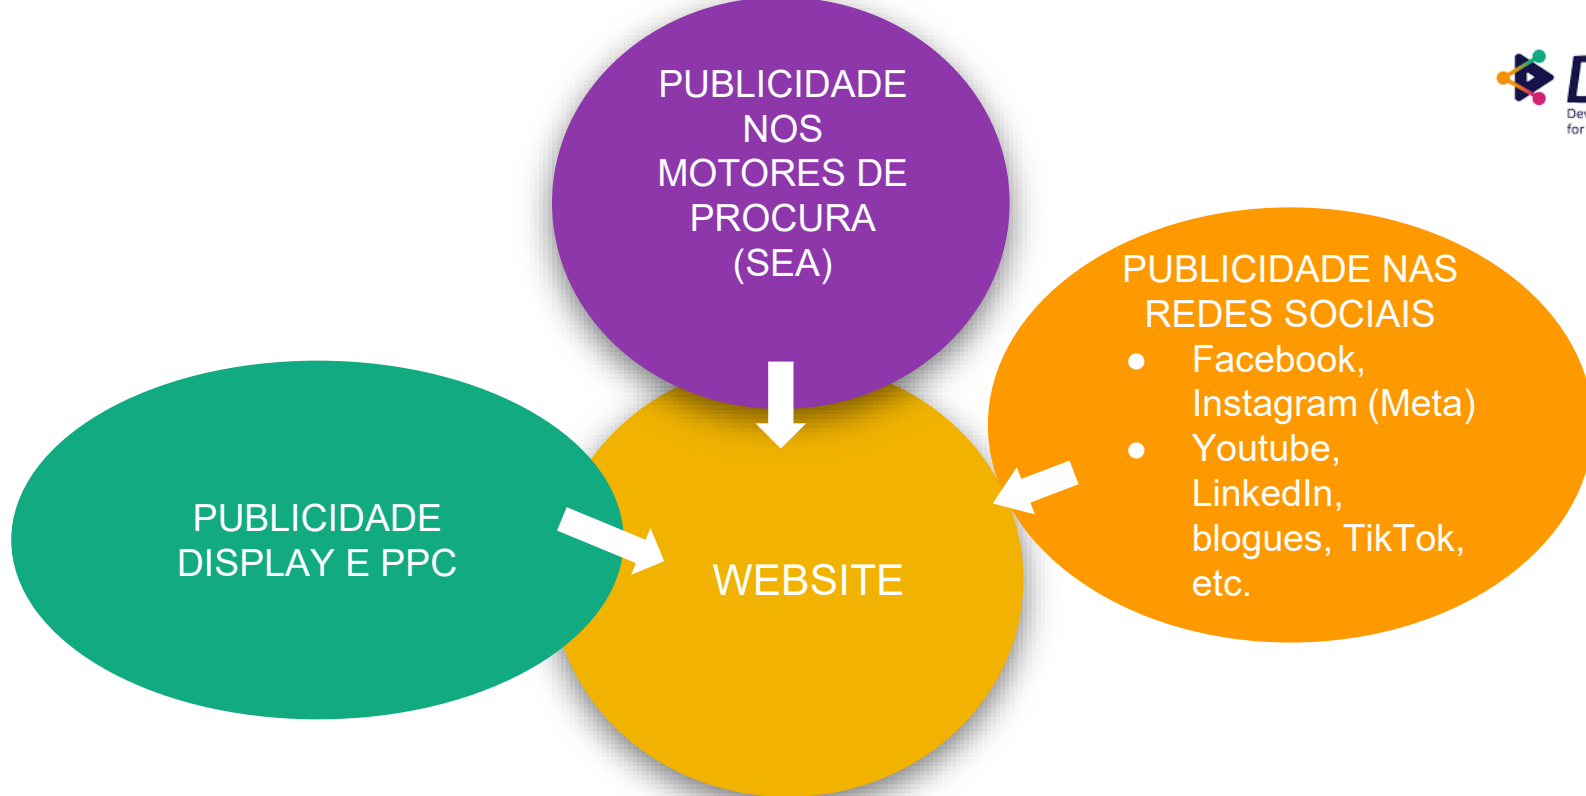 PUBLICIDADE
NOS
MOTORES DE
PROCURA
(SEA)
PUBLICIDADE NAS
REDES SOCIAIS
● Facebook,
Instagram (Meta)
● Youtube,
LinkedIn,
blogues, TikTok,
etc.
PUBLICIDADE
DISPLAY E PPC
WEBSITE
for